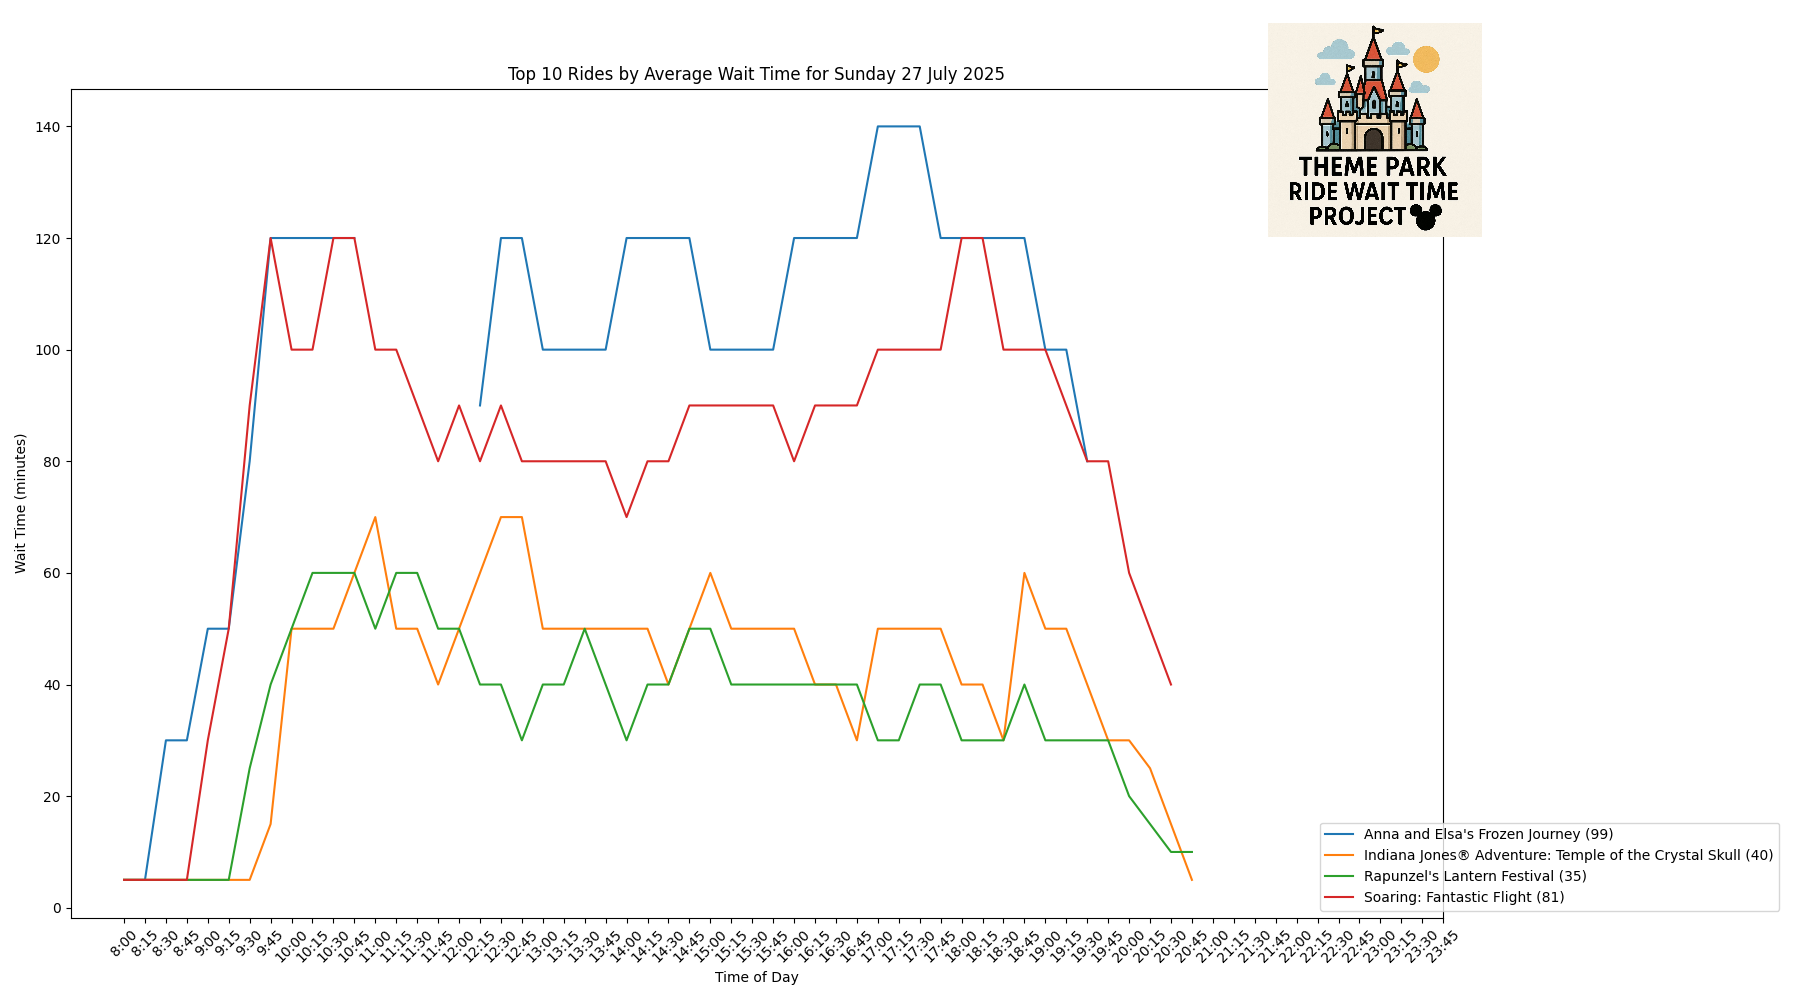 Top 10 Rides by Average Wait Time for Sunday 27 July 2025
THEME PARK
RIDE WAIT TIME
PROJECT
Wait Time (minutes)
140
120
100
80
60
40
20
0
Anna and Elsa's Frozen Journey (99)
Indiana Jones® Adventure: Temple of the Crystal Skull (40)
Rapunzel's Lantern Festival (35)
Soaring: Fantastic Flight (81)
8:00 8:15 8:30 8:45 9:00 9:15 9:30 9:45 10:00 10:15 10:30 10:45 11:00 11:15 11:30 11:45 12:00 12:15 12:30 12:45 13:00 13:15 13:30 13:45 14:00 14:15 14:30 14:45 15:00 15:15 15:30 15:45 16:00 16:15 16:30 16:45 17:00 17:15 17:30 17:45 18:00 18:15 18:30 18:45 19:00 19:15 19:30 19:45 20:00 20:15 20:30 20:45 21:00 21:15 21:30 21:45 22:00 22:15 22:30 22:45 23:00 23:15 23:30 23:45
Time of Day